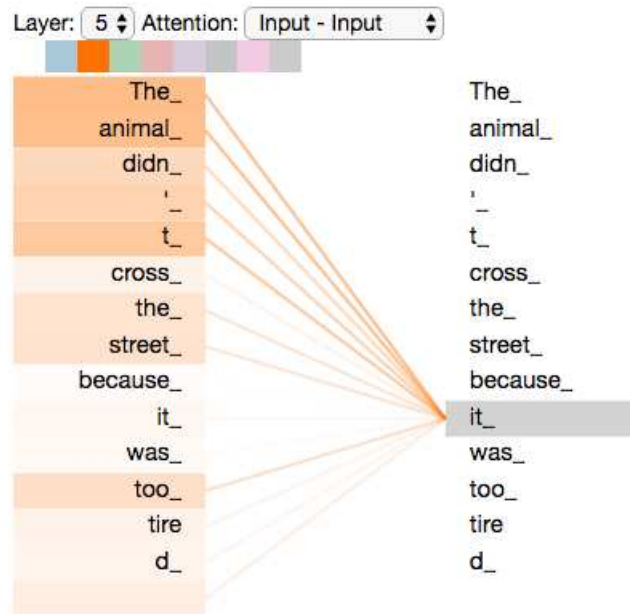 Layer: 5 Attention: Input - Input
The_ The_
animal_ animal_
didn_ didn_
'_ '_
t_ t_
cross_ cross_
the_ the_
street_ street_
because_ because_
it_ it_
was_ was_
too_ too_
tire tire
d_ d_